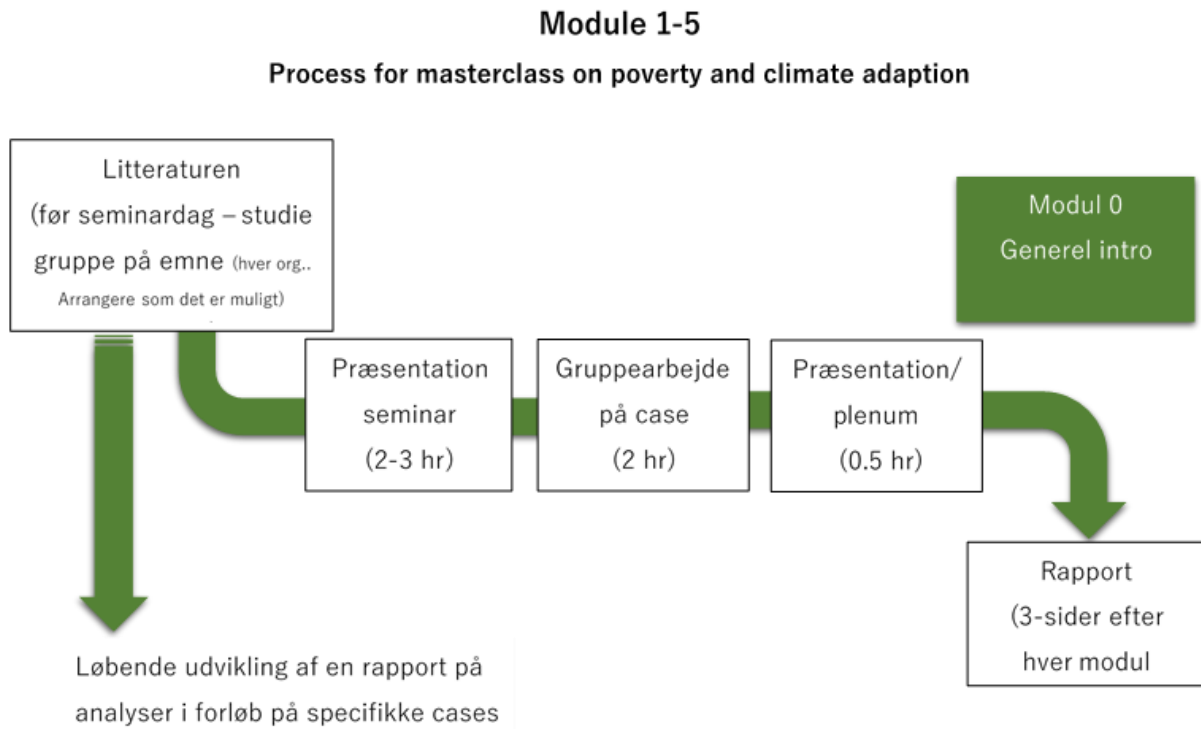 Module 1-5
Process for masterclass on poverty and climate adaption
Litteraturen
(før seminardag – studie
gruppe på emne (hver org..
Arrangere som det er muligt)
Modul 0
Generel intro
Præsentation
seminar
(2-3 hr)
Gruppearbejde
på case
(2 hr)
Præsentation/
plenum
(0.5 hr)
Rapport
(3-sider efter
hver modul
Løbende udvikling af en rapport på
analyser i forløb på specifikke cases